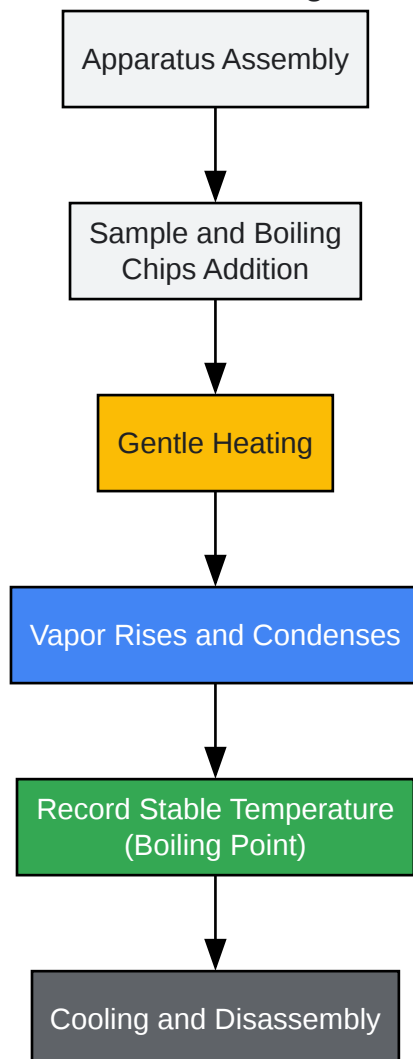 Apparatus Assembly
Sample and Boiling
Chips Addition
Gentle Heating
Vapor Rises and Condenses
Record Stable Temperature
(Boiling Point)
Cooling and Disassembly